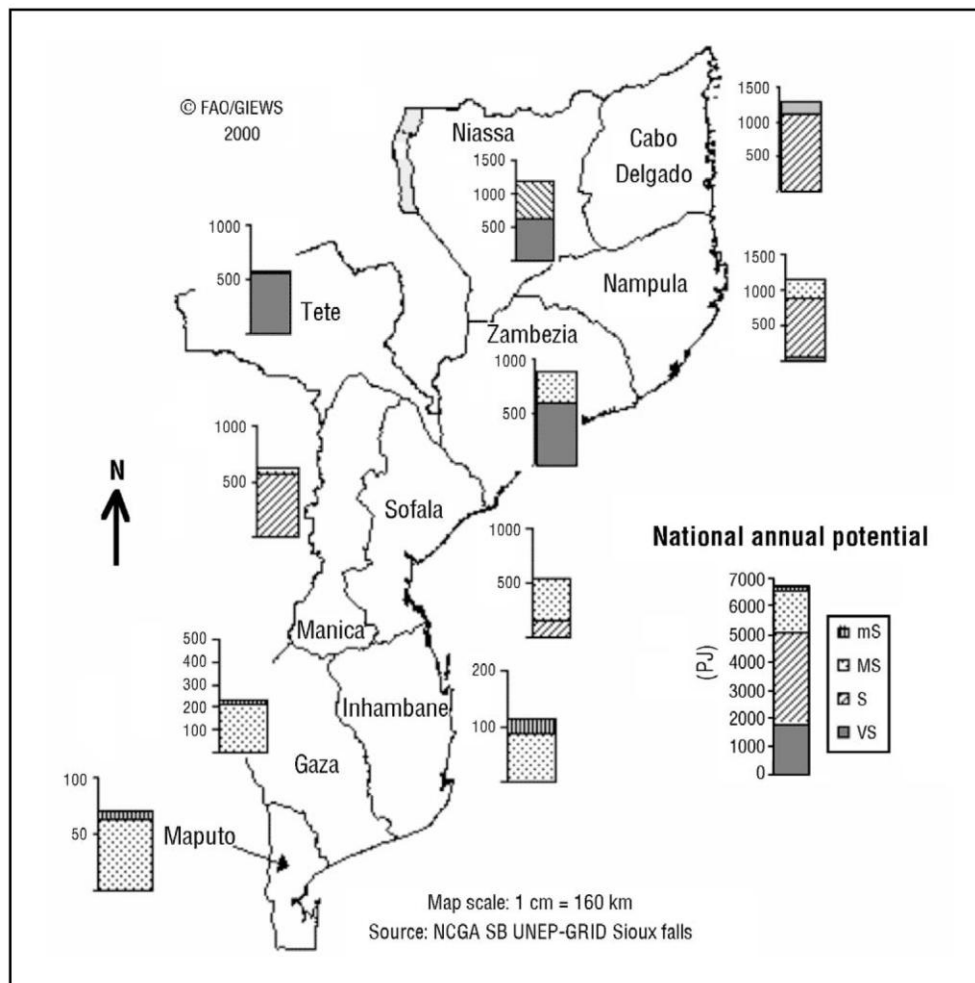 © FAO/GIEWS
2000
Niassa
1500
1000
500
Cabo
Delgado
1500
1000
500
1000
500
Tete
Nampula
1500
1000
500
Zambezia
1000
500
1000
500
N
Sofala
1000
500
Manica
500
400
300
200
100
Inhambane
200
100
Gaza
100
50
Maputo
National annual potential
(PJ)
7000
6000
5000
4000
3000
2000
1000
0
mS
MS
S
VS
Map scale: 1 cm = 160 km
Source: NCGA SB UNEP-GRID Sioux falls